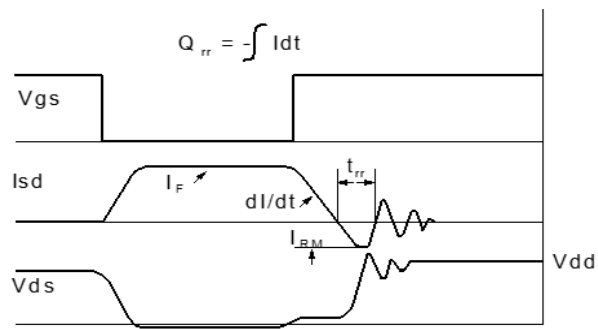 Q rr = -∫ Idt
Vgs
Isd
I F
dI/dt
t rr
I RM
Vds
Vdd